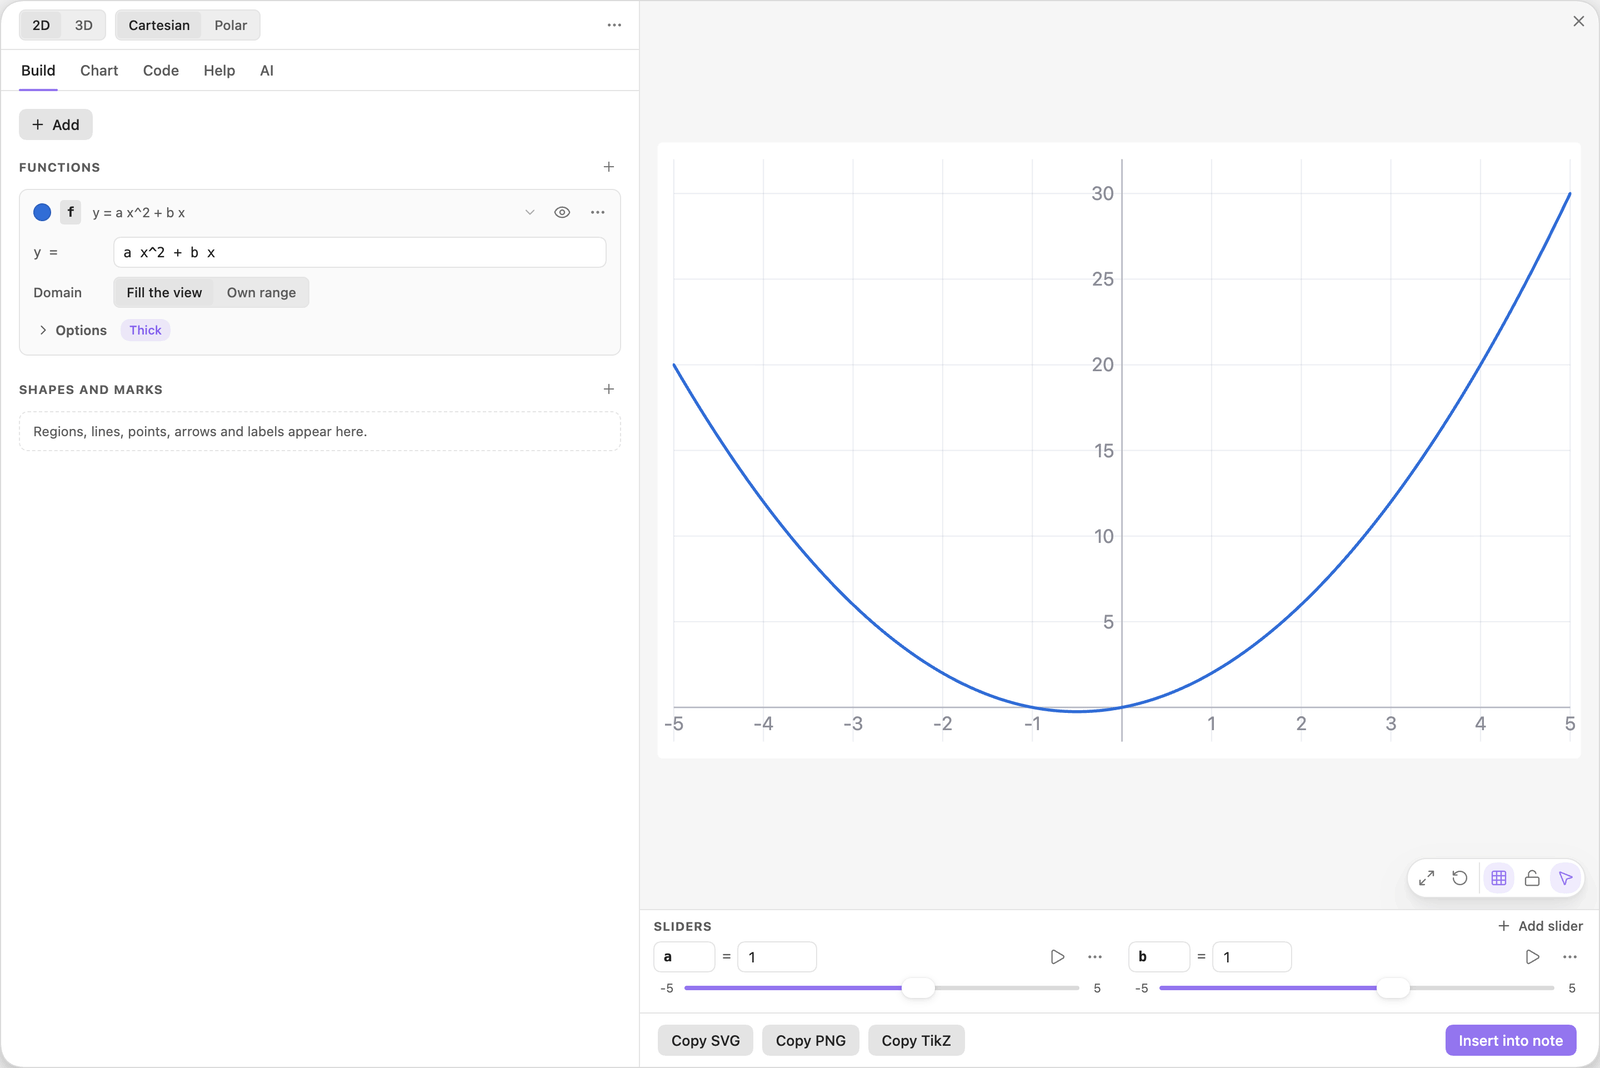 2D 3D Cartesian Polar
Build Chart Code Help AI
+ Add
FUNCTIONS
f y = a x^2 + b x
y = a x^2 + b x
Domain Fill the view Own range
Options Thick
SHAPES AND MARKS
Regions, lines, points, arrows and labels appear here.
30
25
20
15
10
5
-5 -4 -3 -2 -1 1 2 3 4 5
SLIDERS + Add slider
a = 1 b = 1
-5 5 -5 5
Copy SVG Copy PNG Copy TikZ Insert into note